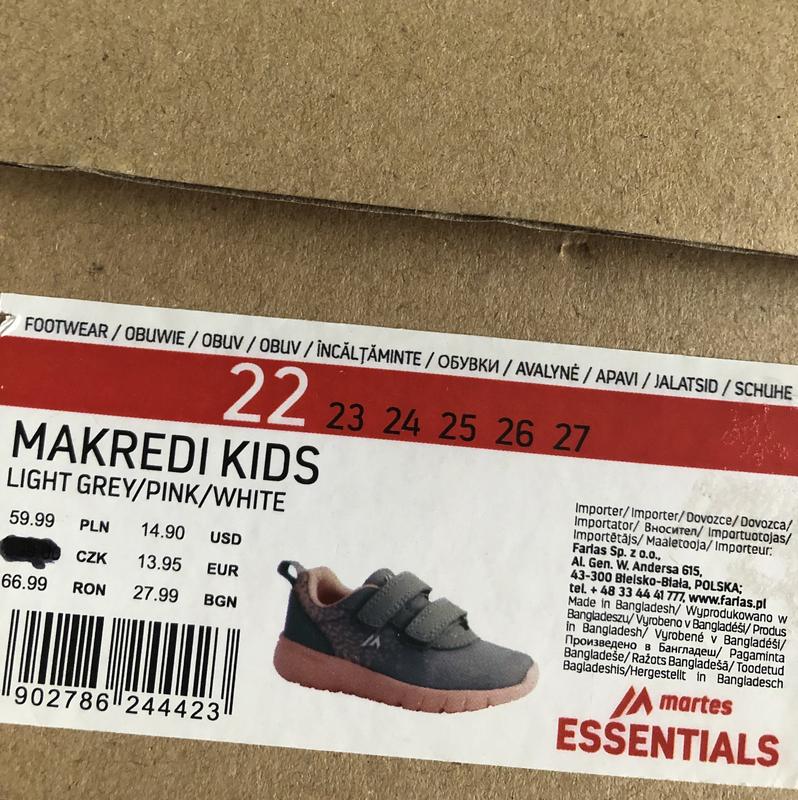 FOOTWEAR / OBUWIE / OBUV / OBUV / ÎNCĂLȚĂMINTE / ОБУВКИ / AVALYNĖ / APAVI / JALATSID / SCHUHE
22 23 24 25 26 27
MAKREDI KIDS
LIGHT GREY/PINK/WHITE
59.99 PLN 14.90 USD
CZK 13.95 EUR
66.99 RON 27.99 BGN
902786 244423
Importer/ Importer/ Dovozce/ Dovozca/
Importator/ Вносител/ Importuotojas/
Importētājs/ Maaletooja/ Importeur:
Farlas Sp. z o.o.,
Al. Gen. W. Andersa 615,
43-300 Bielsko-Biała, POLSKA;
tel. + 48 33 44 41 777, www.farlas.pl
Made in Bangladesh/ Wyprodukowano w
Bangladeszu/ Vyrobeno v Bangladéši/ Produs
în Bangladesh/ Vyrobené v Bangladéši/
Произведено в Бангладеш/ Pagaminta
Bangladeše/ Ražots Bangladešā/ Toodetud
Bagladeshis/Hergestellt in Bangladesch
martes
ESSENTIALS